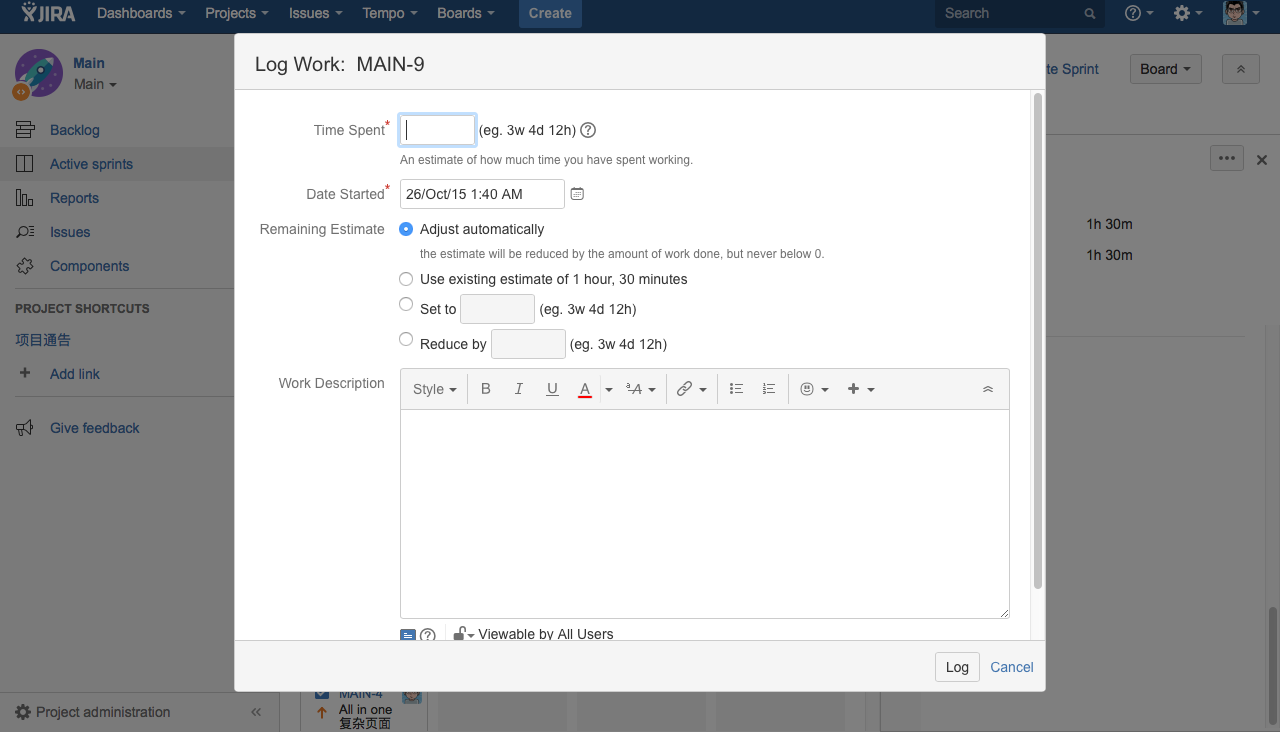 JIRA Dashboards Projects Issues Tempo Boards Create Search
Main
Main
Backlog
Active sprints
Reports
Issues
Components
PROJECT SHORTCUTS
项目通告
Add link
Give feedback
Project administration
Log Work: MAIN-9
Time Spent* (eg. 3w 4d 12h)
An estimate of how much time you have spent working.
Date Started* 26/Oct/15 1:40 AM
Remaining Estimate Adjust automatically
the estimate will be reduced by the amount of work done, but never below 0.
Use existing estimate of 1 hour, 30 minutes
Set to (eg. 3w 4d 12h)
Reduce by (eg. 3w 4d 12h)
Work Description Style B I U A ªA
Viewable by All Users
Log Cancel
te Sprint Board
1h 30m
1h 30m
MAIN-4
All in one
复杂页面